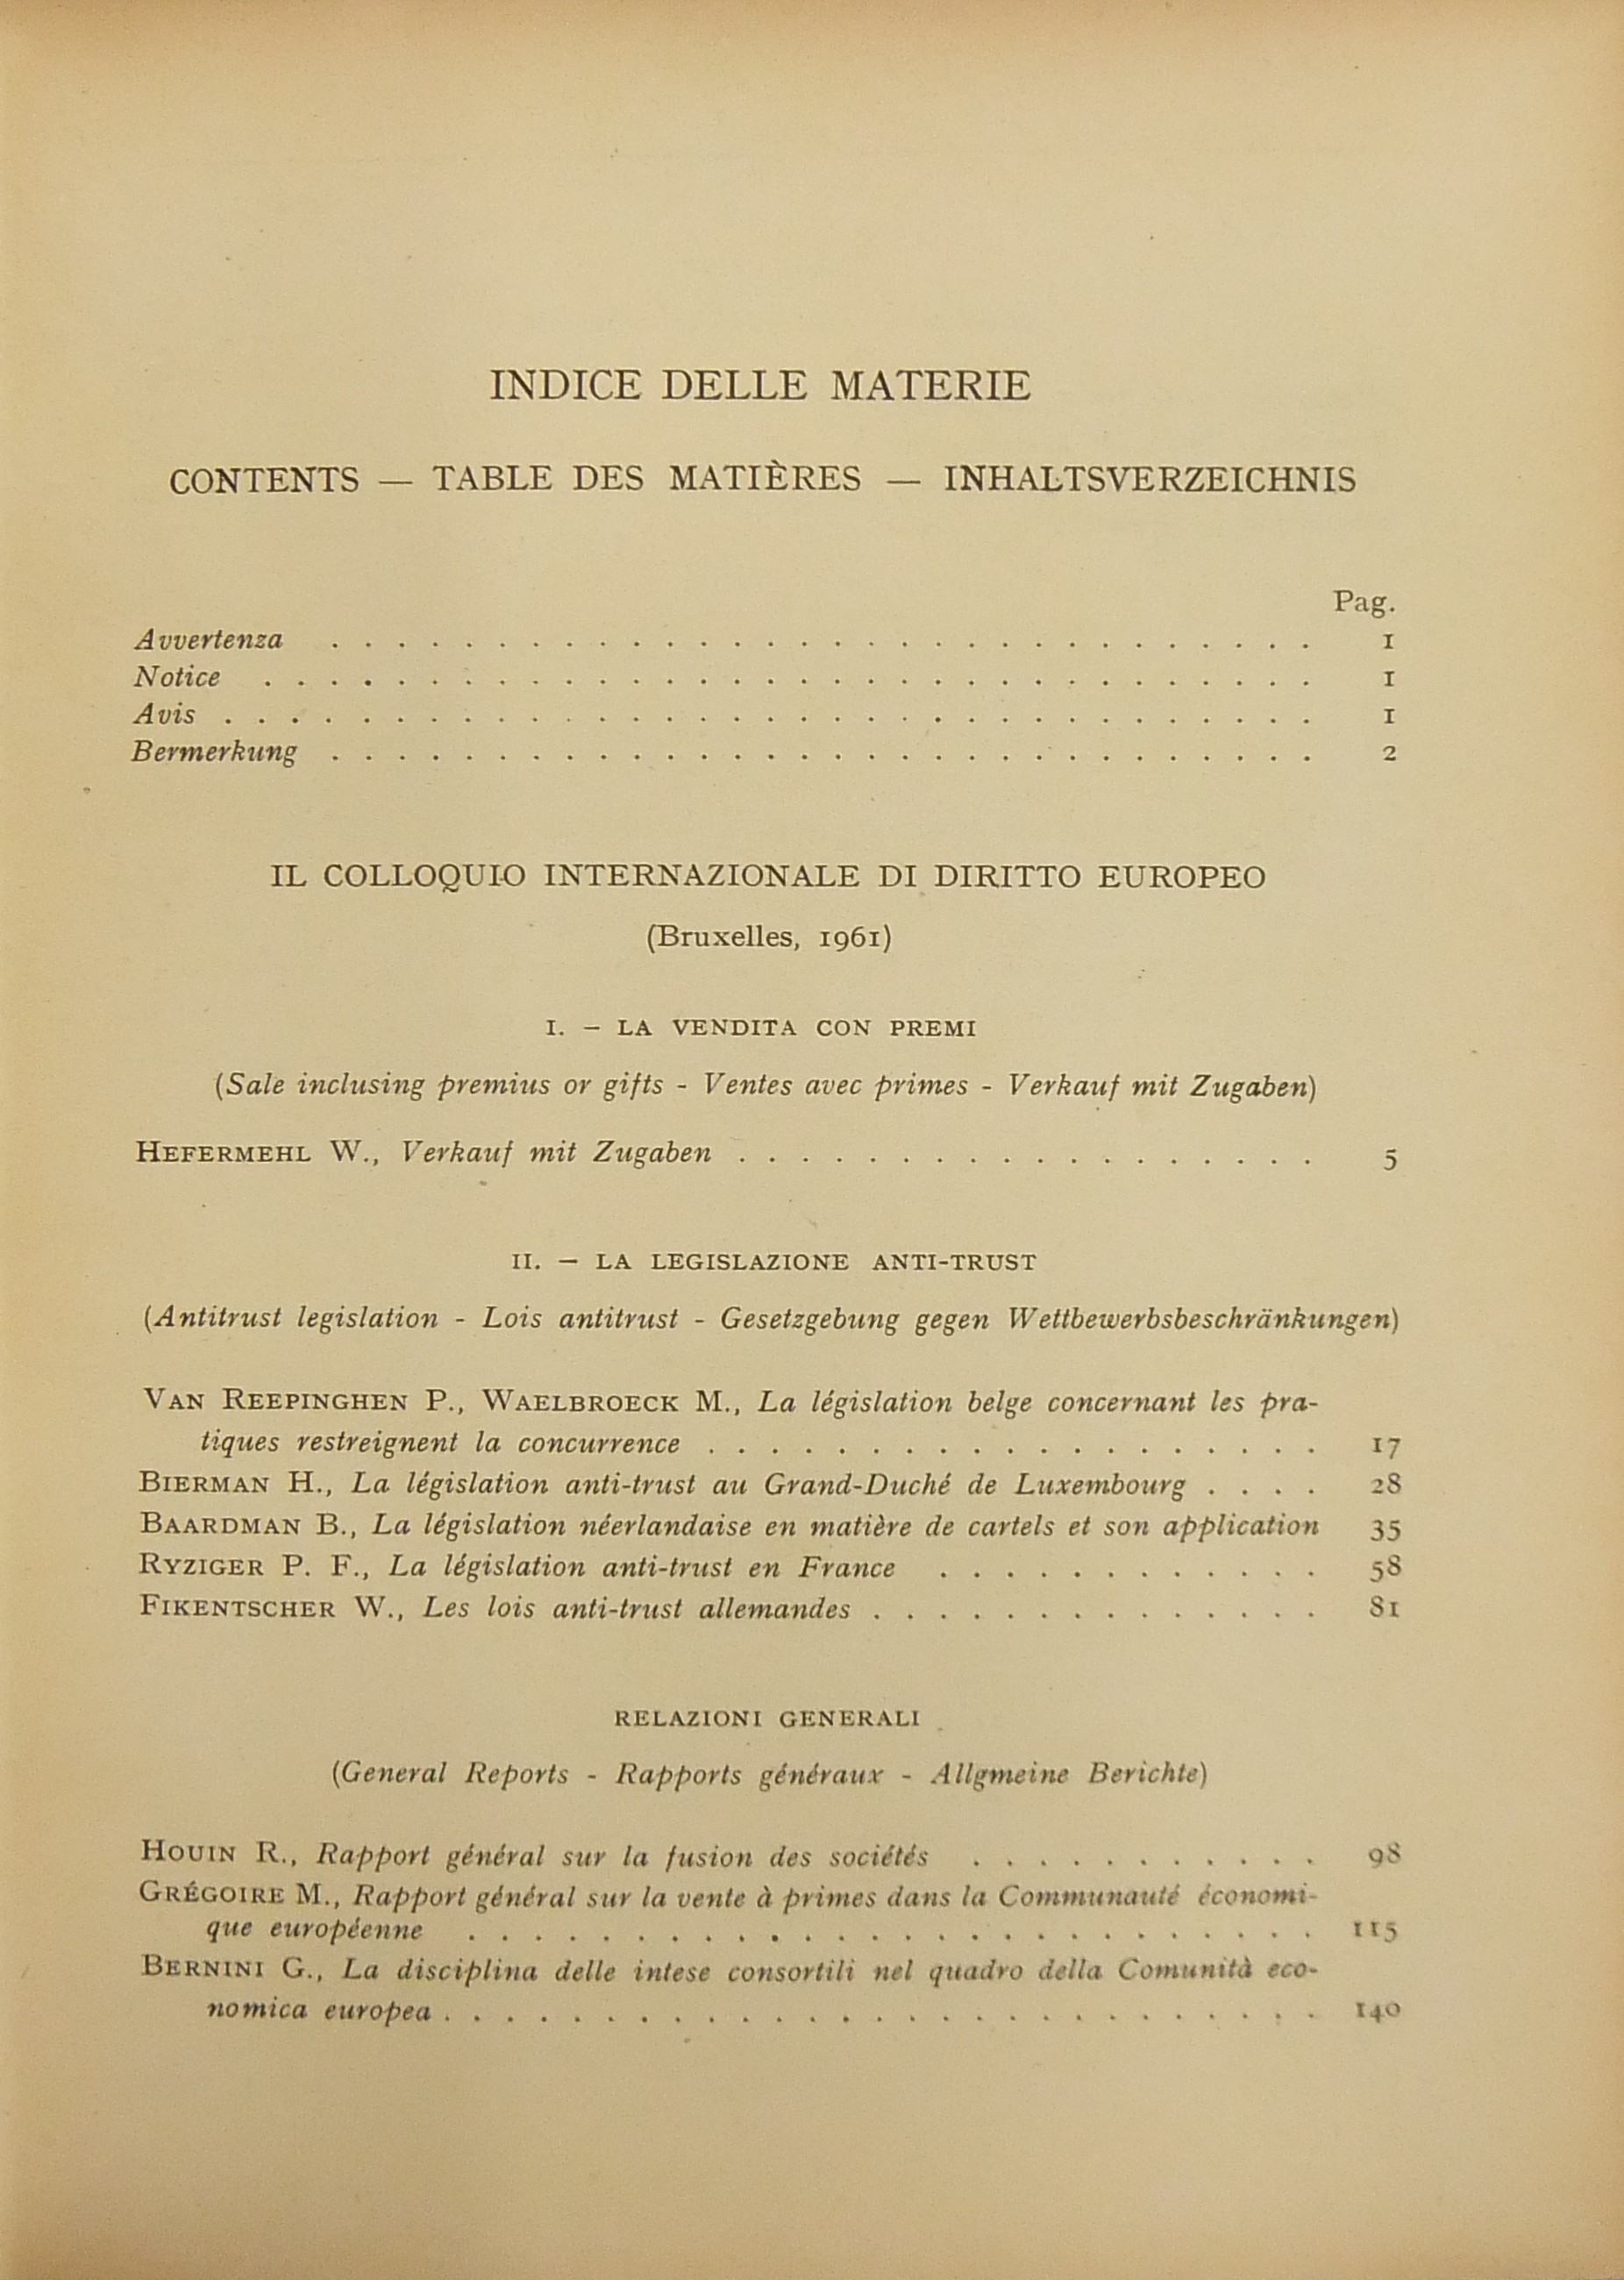 INDICE DELLE MATERIE
CONTENTS — TABLE DES MATIÈRES — INHALTSVERZEICHNIS
Pag.
Avvertenza . . . . . . . . . . . . . . . . . . . . . . . . . . . . . . 1
Notice . . . . . . . . . . . . . . . . . . . . . . . . . . . . . . . . 1
Avis . . . . . . . . . . . . . . . . . . . . . . . . . . . . . . . . . 1
Bermerkung . . . . . . . . . . . . . . . . . . . . . . . . . . . . . . 2
IL COLLOQUIO INTERNAZIONALE DI DIRITTO EUROPEO
(Bruxelles, 1961)
I. – LA VENDITA CON PREMI
(Sale inclusing premius or gifts - Ventes avec primes - Verkauf mit Zugaben)
HEFERMEHL W., Verkauf mit Zugaben . . . . . . . . . . . . . . . . . . 5
II. – LA LEGISLAZIONE ANTI-TRUST
(Antitrust legislation - Lois antitrust - Gesetzgebung gegen Wettbewerbsbeschränkungen)
VAN REEPINGHEN P., WAELBROECK M., La législation belge concernant les pra-
tiques restreignent la concurrence . . . . . . . . . . . . . . . . . . . 17
BIERMAN H., La législation anti-trust au Grand-Duché de Luxembourg . . . . 28
BAARDMAN B., La législation néerlandaise en matière de cartels et son application 35
RYZIGER P. F., La législation anti-trust en France . . . . . . . . . . . . 58
FIKENTSCHER W., Les lois anti-trust allemandes . . . . . . . . . . . . . . 81
RELAZIONI GENERALI
(General Reports - Rapports généraux - Allgmeine Berichte)
HOUIN R., Rapport général sur la fusion des sociétés . . . . . . . . . . . 98
GRÉGOIRE M., Rapport général sur la vente à primes dans la Communauté économi-
que européenne . . . . . . . . . . . . . . . . . . . . . . . . . . 115
BERNINI G., La disciplina delle intese consortili nel quadro della Comunità eco-
nomica europea . . . . . . . . . . . . . . . . . . . . . . . . . . . 140